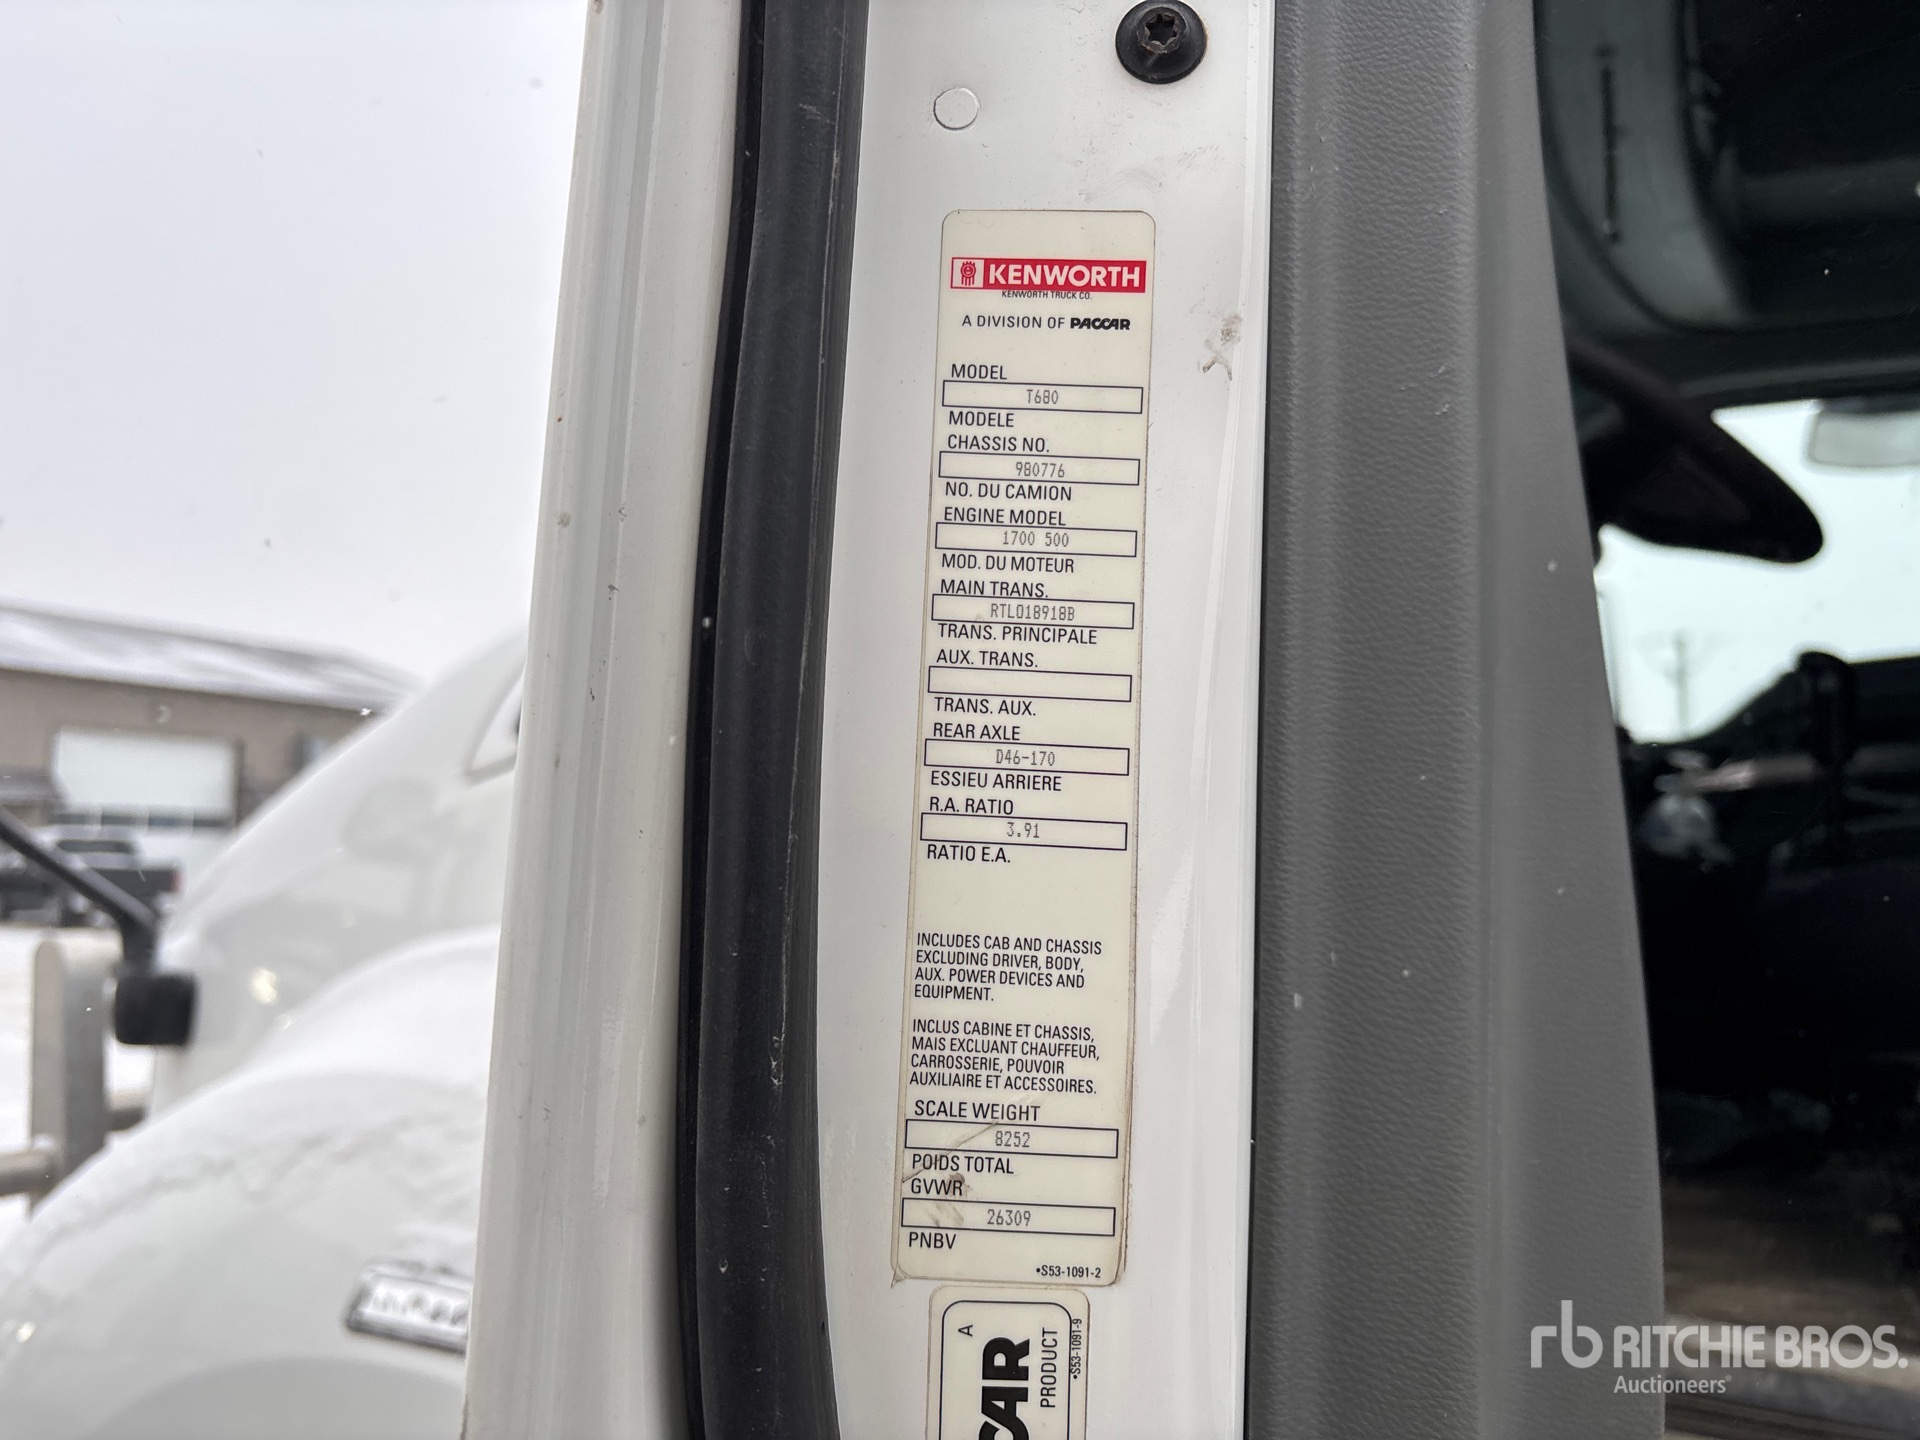 KENWORTH
KENWORTH TRUCK CO.
A DIVISION OF PACCAR
MODEL
T680
MODELE
CHASSIS NO.
980776
NO. DU CAMION
ENGINE MODEL
1700 500
MOD. DU MOTEUR
MAIN TRANS.
RTLO18918B
TRANS. PRINCIPALE
AUX. TRANS.
TRANS. AUX.
REAR AXLE
D46-170
ESSIEU ARRIERE
R.A. RATIO
3.91
RATIO E.A.
INCLUDES CAB AND CHASSIS
EXCLUDING DRIVER, BODY,
AUX. POWER DEVICES AND
EQUIPMENT.
INCLUS CABINE ET CHASSIS,
MAIS EXCLUANT CHAUFFEUR,
CARROSSERIE, POUVOIR
AUXILIAIRE ET ACCESSOIRES.
SCALE WEIGHT
8252
POIDS TOTAL
GVWR
26309
PNBV
•S53-1091-2
A
CAR
PRODUCT
•S53-1091-9
rb RITCHIE BROS.
Auctioneers